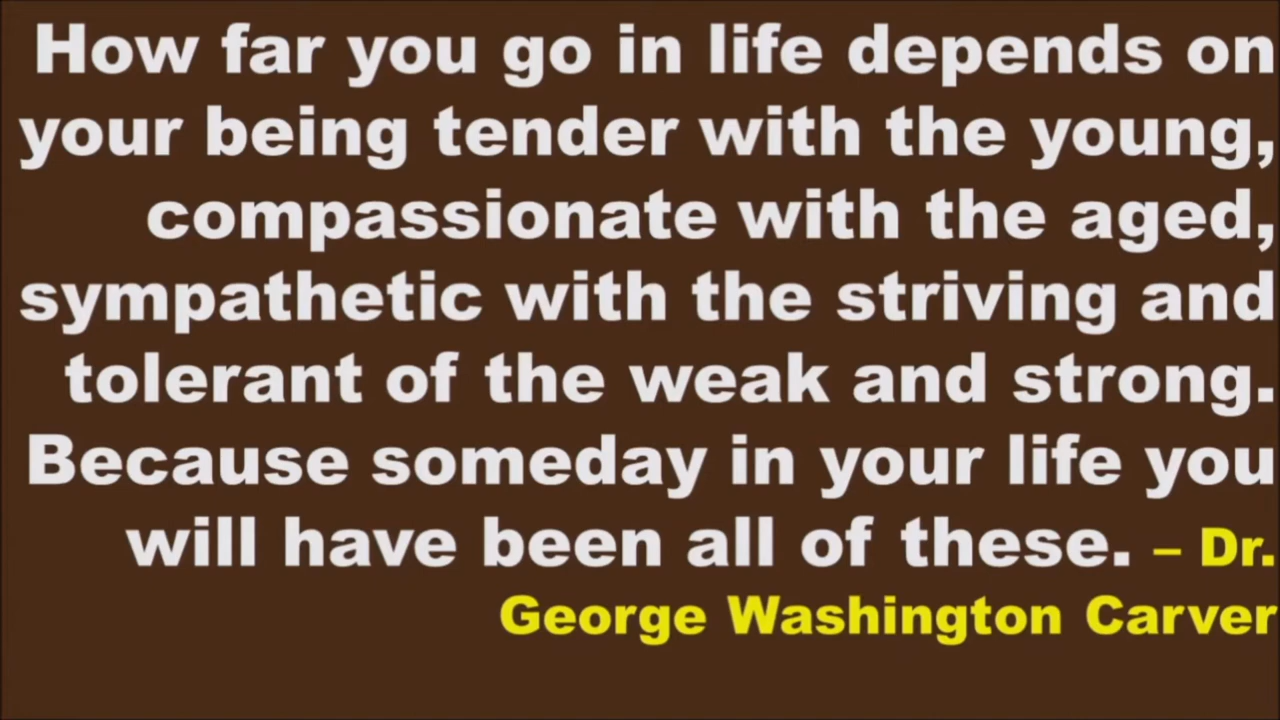 How far you go in life depends on
your being tender with the young,
compassionate with the aged,
sympathetic with the striving and
tolerant of the weak and strong.
Because someday in your life you
will have been all of these. – Dr.
George Washington Carver